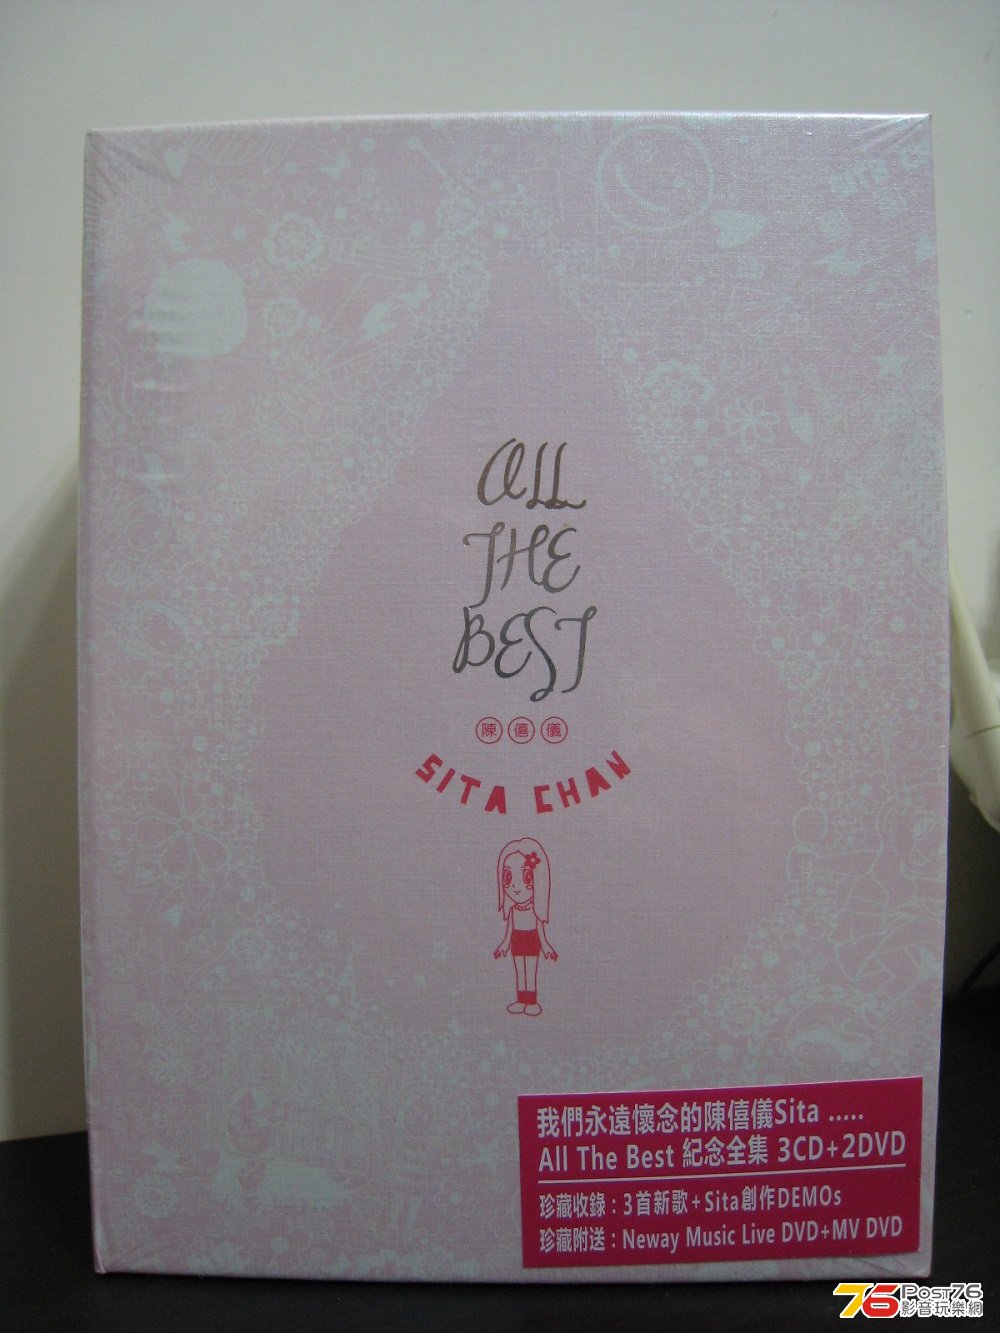 SITA
ALL
THE
BEST
陳僖儀
SITA CHAN
我們永遠懷念的陳僖儀Sita .....
All The Best 紀念全集 3CD+2DVD
珍藏收錄：3首新歌+Sita創作DEMOs
珍藏附送：Neway Music Live DVD+MV DVD
76 Post76
影音玩樂網